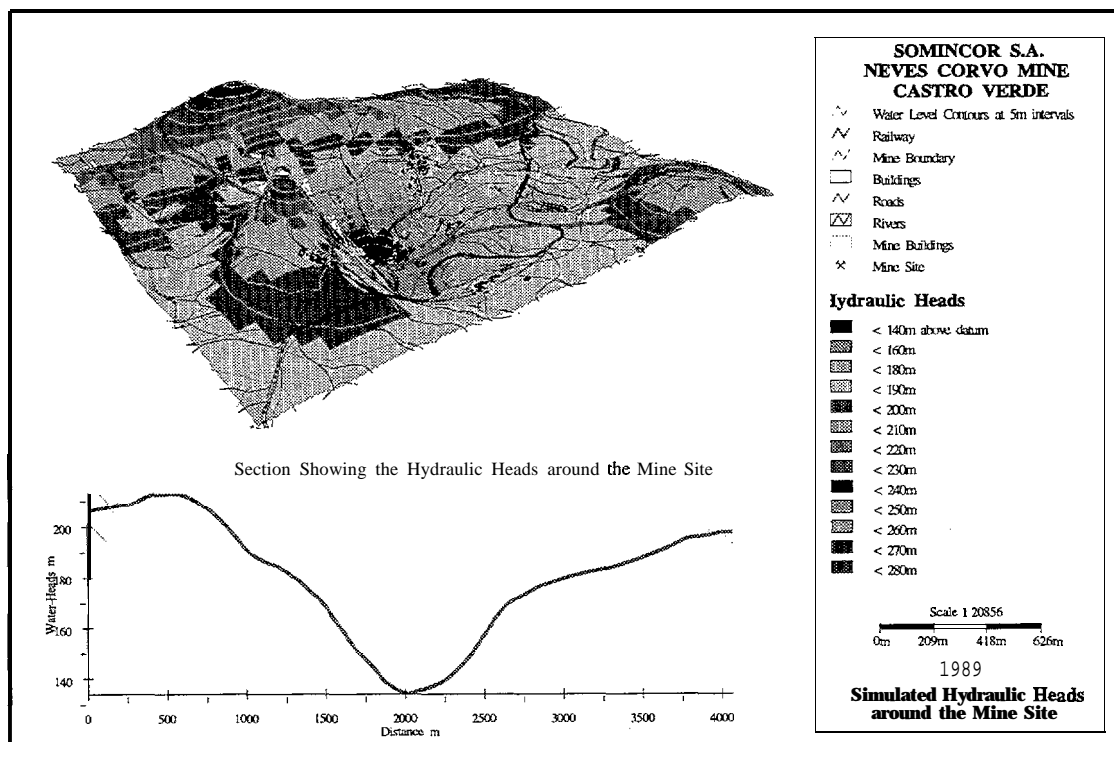 SOMINCOR S.A.
NEVES CORVO MINE
CASTRO VERDE
Water Level Contours at 5m intervals
Railway
Mine Boundary
Buildings
Roads
Rivers
Mine Buildings
Mine Site
Iydraulic Heads
< 140m above datum
< 160m
< 180m
< 190m
< 200m
< 210m
< 220m
< 230m
< 240m
< 250m
< 260m
< 270m
< 280m
Scale 1 20856
0m 209m 418m 626m
1989
Simulated Hydraulic Heads
around the Mine Site
Section Showing the Hydraulic Heads around the Mine Site
Water-Heads m
200
180
160
140
0 500 1000 1500 2000 2500 3000 3500 4000
Distance m